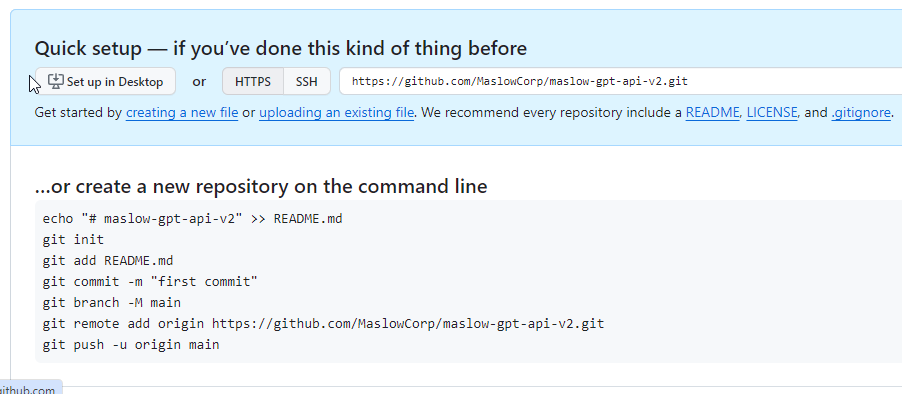 Quick setup — if you’ve done this kind of thing before
Set up in Desktop or HTTPS SSH https://github.com/MaslowCorp/maslow-gpt-api-v2.git
Get started by creating a new file or uploading an existing file. We recommend every repository include a README, LICENSE, and .gitignore.
…or create a new repository on the command line
echo "# maslow-gpt-api-v2" >> README.md
git init
git add README.md
git commit -m "first commit"
git branch -M main
git remote add origin https://github.com/MaslowCorp/maslow-gpt-api-v2.git
git push -u origin main
github.com